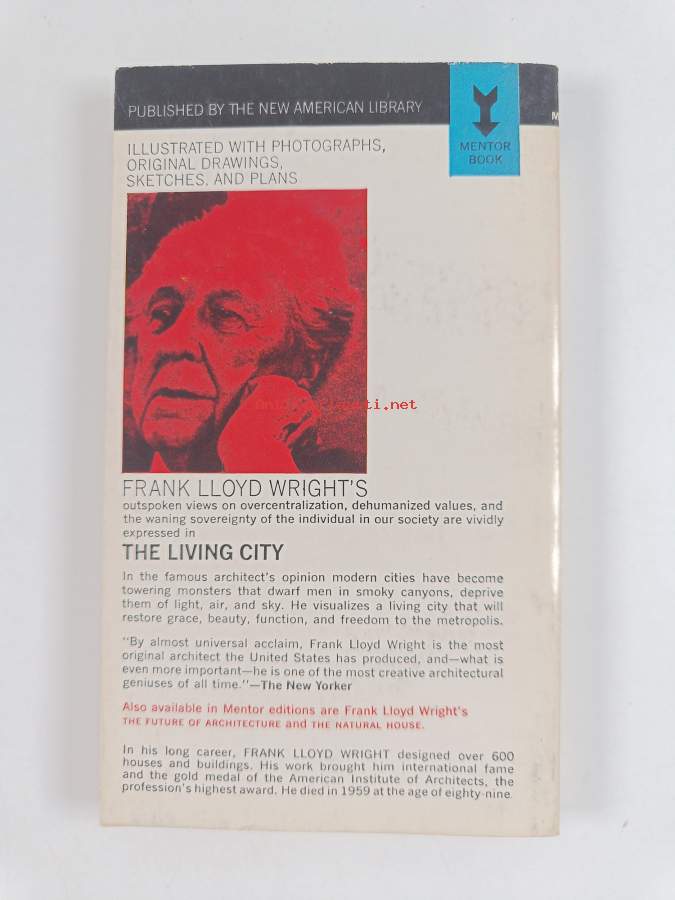 PUBLISHED BY THE NEW AMERICAN LIBRARY
MENTOR
BOOK
M
ILLUSTRATED WITH PHOTOGRAPHS,
ORIGINAL DRAWINGS,
SKETCHES, AND PLANS
FRANK LLOYD WRIGHT'S
outspoken views on overcentralization, dehumanized values, and
the waning sovereignty of the individual in our society are vividly
expressed in
THE LIVING CITY
In the famous architect's opinion modern cities have become
towering monsters that dwarf men in smoky canyons, deprive
them of light, air, and sky. He visualizes a living city that will
restore grace, beauty, function, and freedom to the metropolis.
"By almost universal acclaim, Frank Lloyd Wright is the most
original architect the United States has produced, and—what is
even more important—he is one of the most creative architectural
geniuses of all time."—The New Yorker
Also available in Mentor editions are Frank Lloyd Wright's
THE FUTURE OF ARCHITECTURE and THE NATURAL HOUSE.
In his long career, FRANK LLOYD WRIGHT designed over 600
houses and buildings. His work brought him international fame
and the gold medal of the American Institute of Architects, the
profession's highest award. He died in 1959 at the age of eighty-nine.